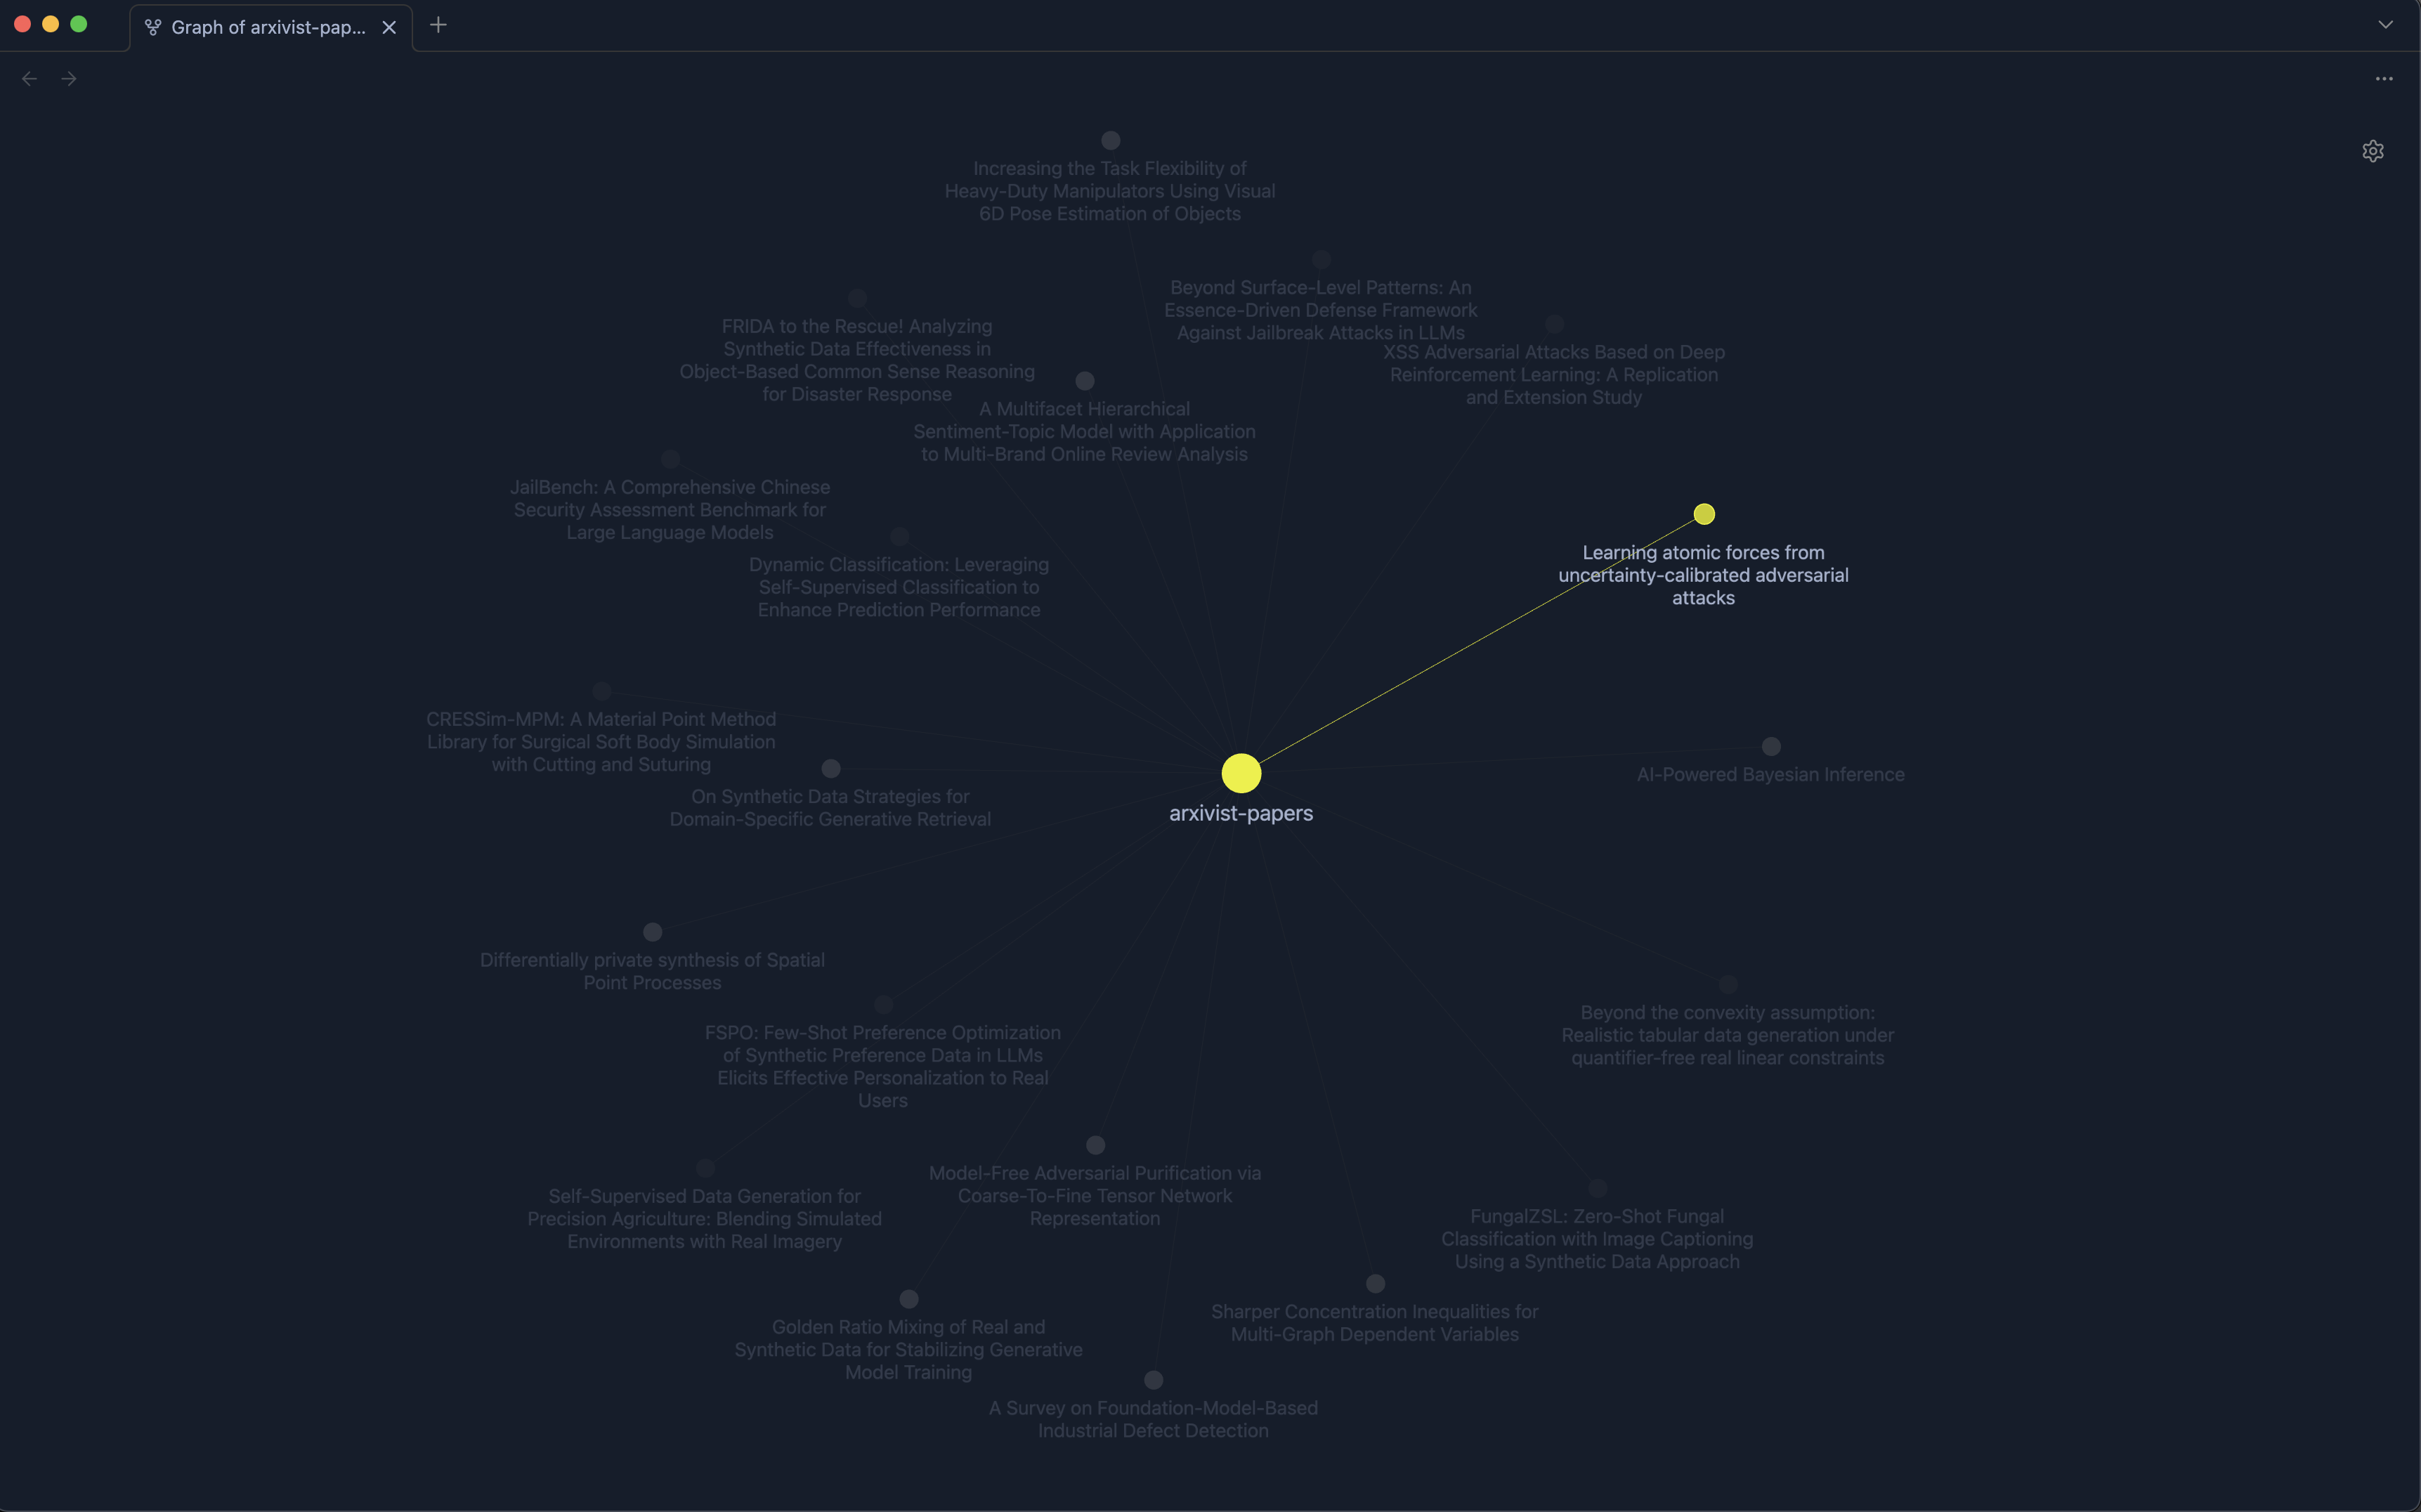 Graph of arxivist-pap...
Increasing the Task Flexibility of
Heavy-Duty Manipulators Using Visual
6D Pose Estimation of Objects
Beyond Surface-Level Patterns: An
Essence-Driven Defense Framework
Against Jailbreak Attacks in LLMs
FRIDA to the Rescue! Analyzing
Synthetic Data Effectiveness in
Object-Based Common Sense Reasoning
for Disaster Response
XSS Adversarial Attacks Based on Deep
Reinforcement Learning: A Replication
and Extension Study
A Multifacet Hierarchical
Sentiment-Topic Model with Application
to Multi-Brand Online Review Analysis
JailBench: A Comprehensive Chinese
Security Assessment Benchmark for
Large Language Models
Learning atomic forces from
uncertainty-calibrated adversarial
attacks
Dynamic Classification: Leveraging
Self-Supervised Classification to
Enhance Prediction Performance
CRESSim-MPM: A Material Point Method
Library for Surgical Soft Body Simulation
with Cutting and Suturing
AI-Powered Bayesian Inference
On Synthetic Data Strategies for
Domain-Specific Generative Retrieval
arxivist-papers
Differentially private synthesis of Spatial
Point Processes
Beyond the convexity assumption:
Realistic tabular data generation under
quantifier-free real linear constraints
FSPO: Few-Shot Preference Optimization
of Synthetic Preference Data in LLMs
Elicits Effective Personalization to Real
Users
Model-Free Adversarial Purification via
Coarse-To-Fine Tensor Network
Representation
Self-Supervised Data Generation for
Precision Agriculture: Blending Simulated
Environments with Real Imagery
FungalZSL: Zero-Shot Fungal
Classification with Image Captioning
Using a Synthetic Data Approach
Sharper Concentration Inequalities for
Multi-Graph Dependent Variables
Golden Ratio Mixing of Real and
Synthetic Data for Stabilizing Generative
Model Training
A Survey on Foundation-Model-Based
Industrial Defect Detection